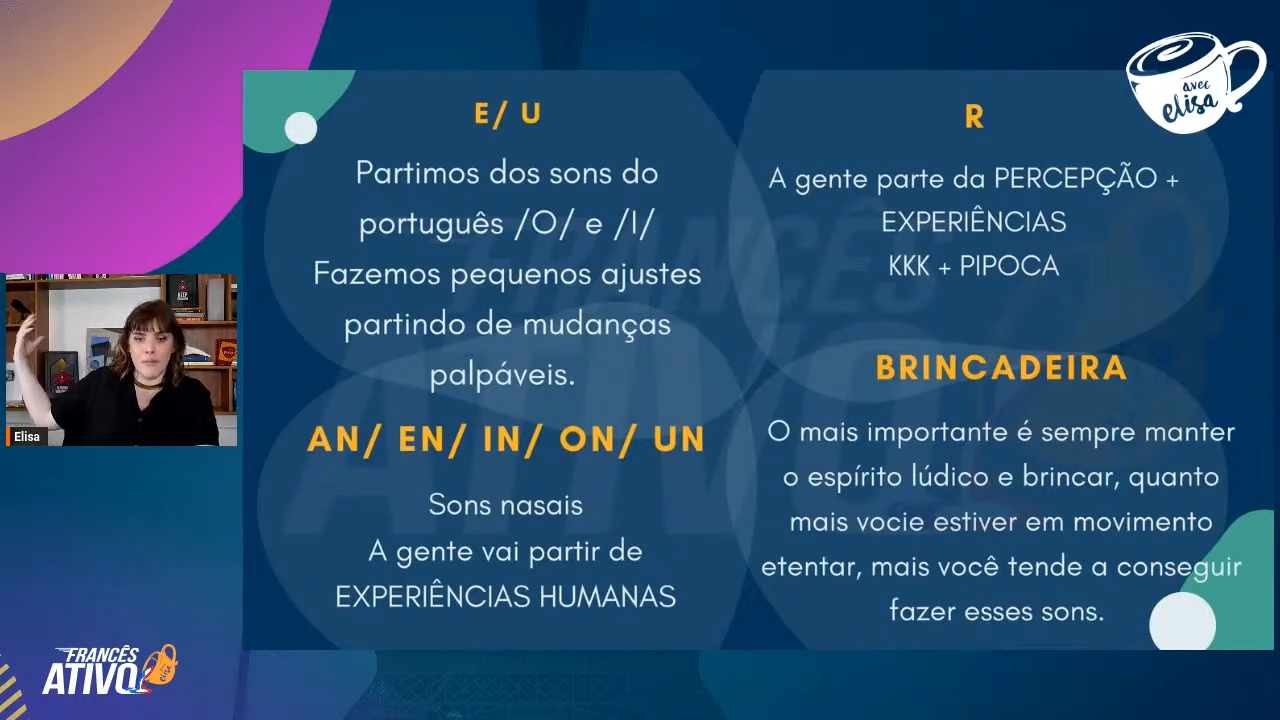 avec
elisa
E/ U
Partimos dos sons do
português /O/ e /I/
Fazemos pequenos ajustes
partindo de mudanças
palpáveis.
AN/ EN/ IN/ ON/ UN
Sons nasais
A gente vai partir de
EXPERIÊNCIAS HUMANAS
R
A gente parte da PERCEPÇÃO +
EXPERIÊNCIAS
KKK + PIPOCA
BRINCADEIRA
O mais importante é sempre manter
o espírito lúdico e brincar, quanto
mais vocie estiver em movimento
etentar, mais você tende a conseguir
fazer esses sons.
Elisa
FRANCÊS
ATIVO
elisa
FRANCÊS
ATIVO